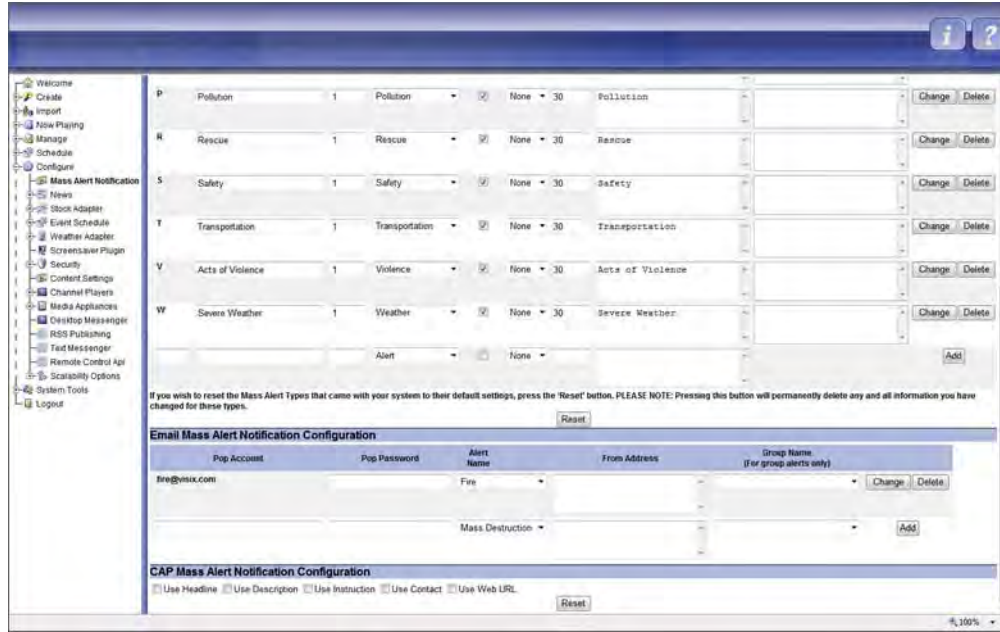 i ?
Welcome
Create
Import
Now Playing
Manage
Schedule
Configure
Mass Alert Notification
News
Stock Adapter
Event Schedule
Weather Adapter
Screensaver Plugin
Security
Content Settings
Channel Players
Media Appliances
Desktop Messenger
RSS Publishing
Text Messenger
Remote Control Api
Scalability Options
System Tools
Logout
P Pollution 1 Pollution None 30 Pollution Change Delete
R Rescue 1 Rescue None 30 Rescue Change Delete
S Safety 1 Safety None 30 Safety Change Delete
T Transportation 1 Transportation None 30 Transportation Change Delete
V Acts of Violence 1 Violence None 30 Acts of Violence Change Delete
W Severe Weather 1 Weather None 30 Severe Weather Change Delete
Alert None Add
If you wish to reset the Mass Alert Types that came with your system to their default settings, press the 'Reset' button. PLEASE NOTE: Pressing this button will permanently delete any and all information you have
changed for these types.
Reset
Email Mass Alert Notification Configuration
Pop Account Pop Password Alert Name From Address Group Name (For group alerts only)
fire@visix.com Fire Change Delete
Mass Destruction Add
CAP Mass Alert Notification Configuration
Use Headline Use Description Use Instruction Use Contact Use Web URL
Reset
100%